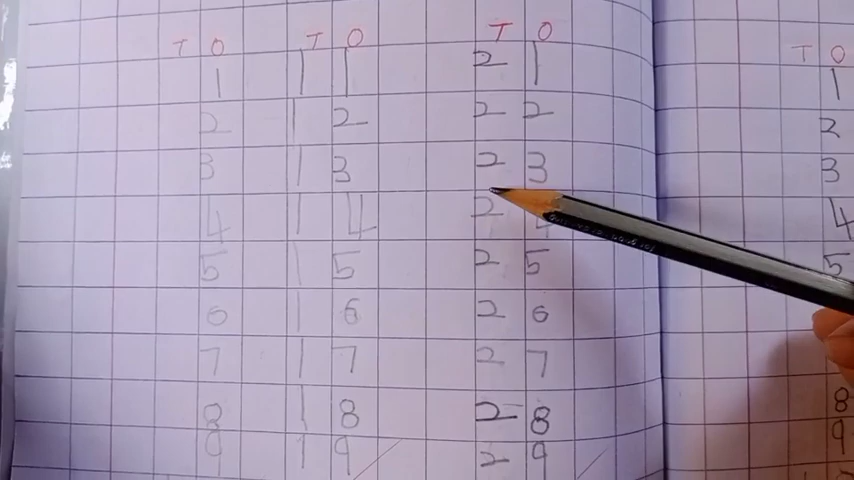 T O T O T O T O
1 1 1 2 1 1
2 1 2 2 2 2
3 1 3 2 3 3
4 1 4 2 4 4
5 1 5 2 5 5
6 1 6 2 6
7 1 7 2 7
8 1 8 2 8 8
9 1 9 2 9 9